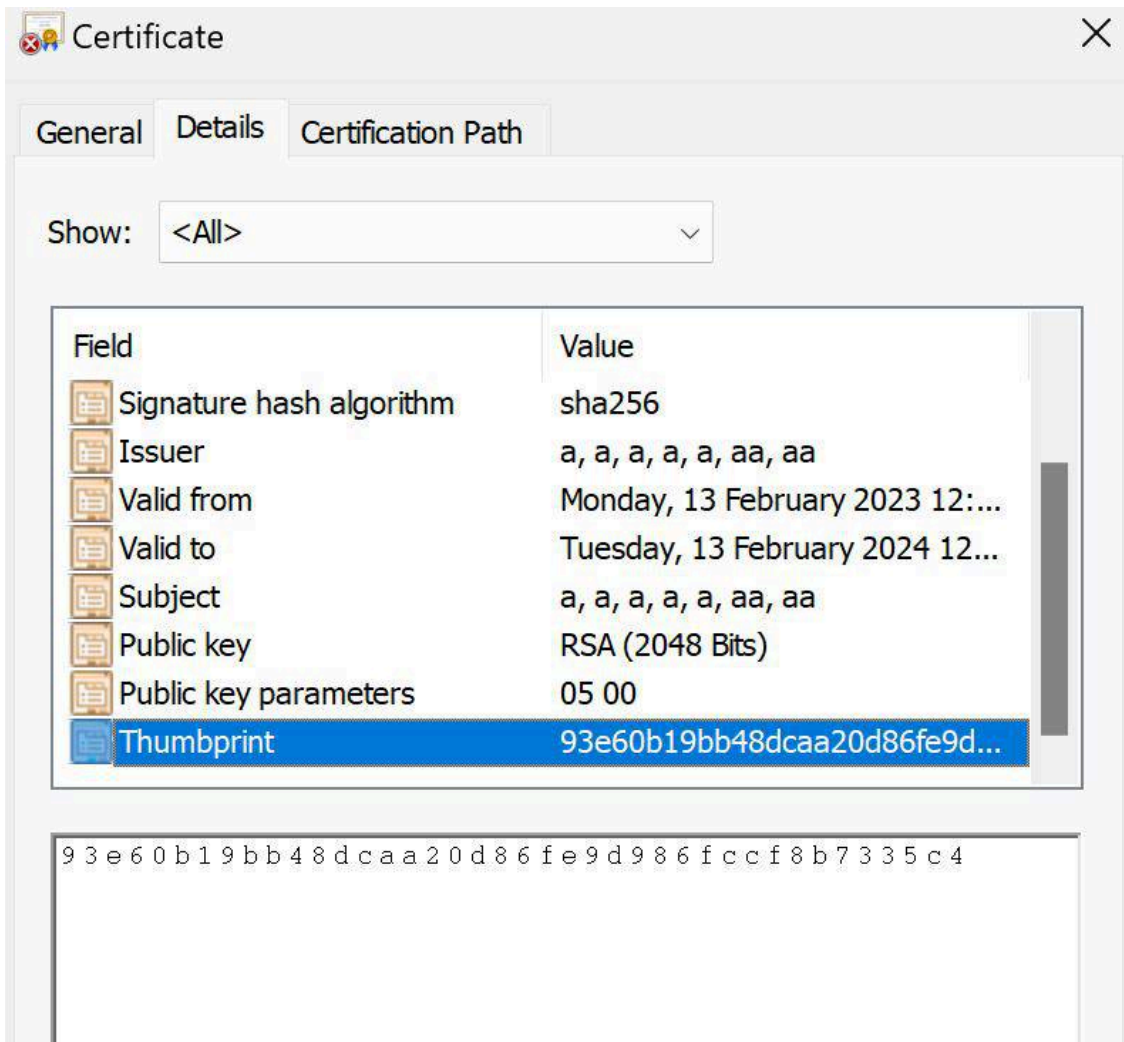 Certificate
General Details Certification Path
Show: <All>
Field Value
Signature hash algorithm sha256
Issuer a, a, a, a, a, aa, aa
Valid from Monday, 13 February 2023 12:...
Valid to Tuesday, 13 February 2024 12...
Subject a, a, a, a, a, aa, aa
Public key RSA (2048 Bits)
Public key parameters 05 00
Thumbprint 93e60b19bb48dcaa20d86fe9d...
93e60b19bb48dcaa20d86fe9d986fccf8b7335c4